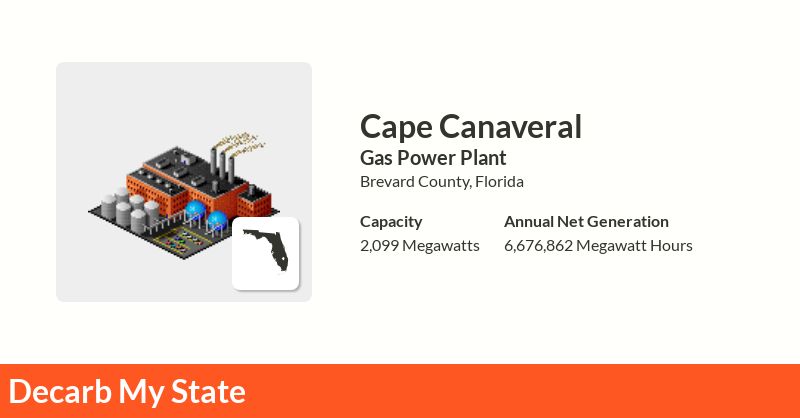 Cape Canaveral
Gas Power Plant
Brevard County, Florida
Capacity
2,099 Megawatts
Annual Net Generation
6,676,862 Megawatt Hours
Decarb My State